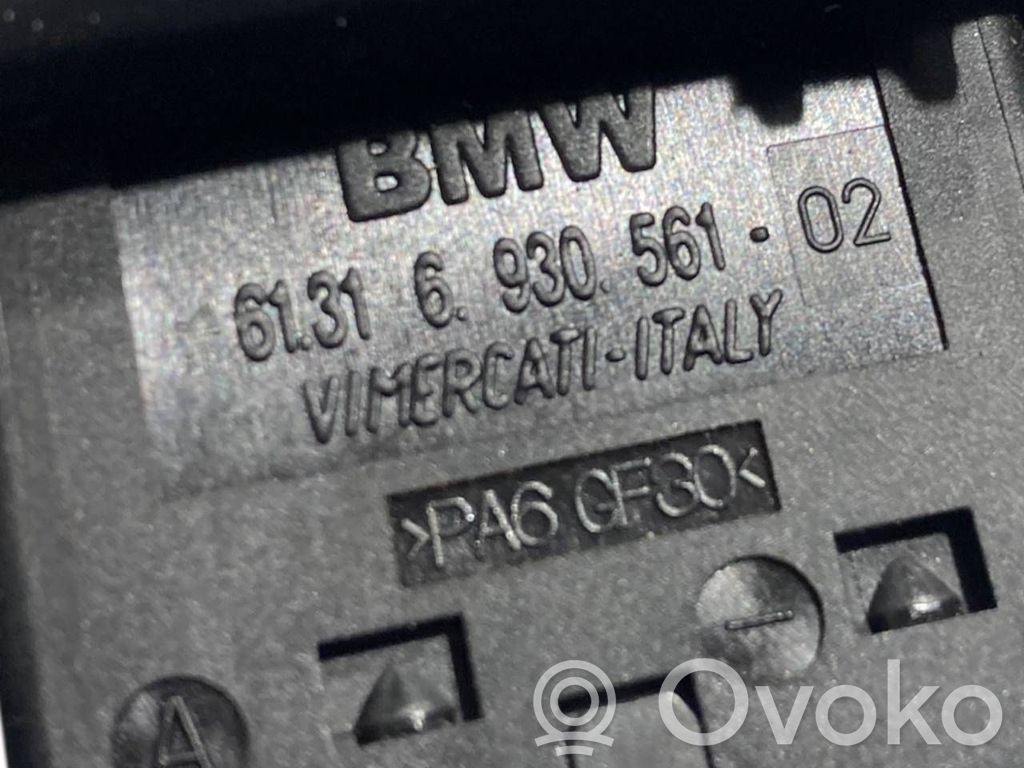 BMW
61.31 6. 930. 561 - 02
VIMERCATI-ITALY
>PA6 GF30<
A
Ovoko